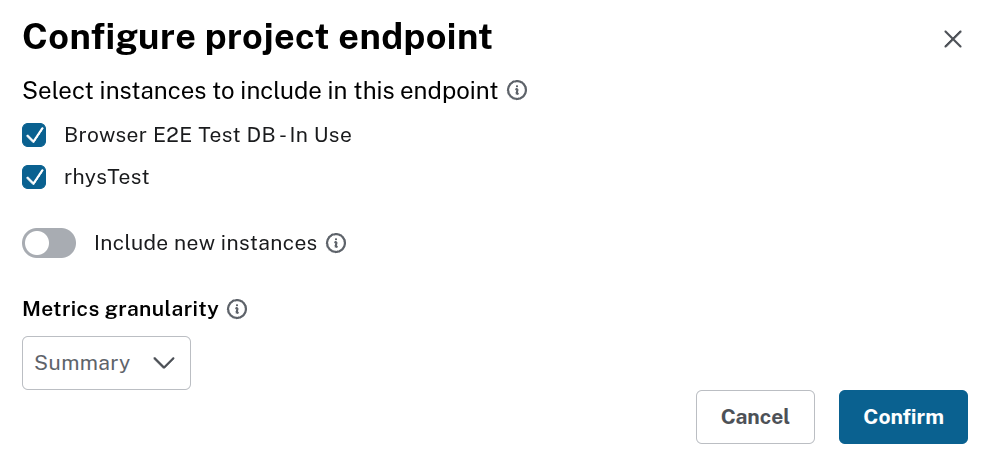 Configure project endpoint
Select instances to include in this endpoint
Browser E2E Test DB - In Use
rhysTest
Include new instances
Metrics granularity
Summary
Cancel
Confirm